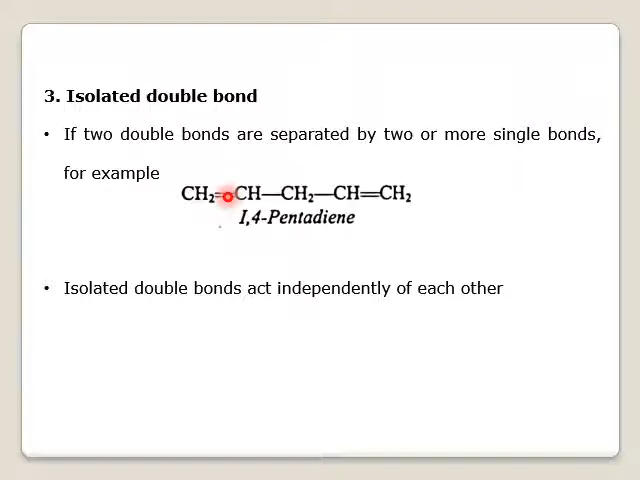 3. Isolated double bond
• If two double bonds are separated by two or more single bonds,
for example
CH₂=CH—CH₂—CH=CH₂
I,4-Pentadiene
• Isolated double bonds act independently of each other